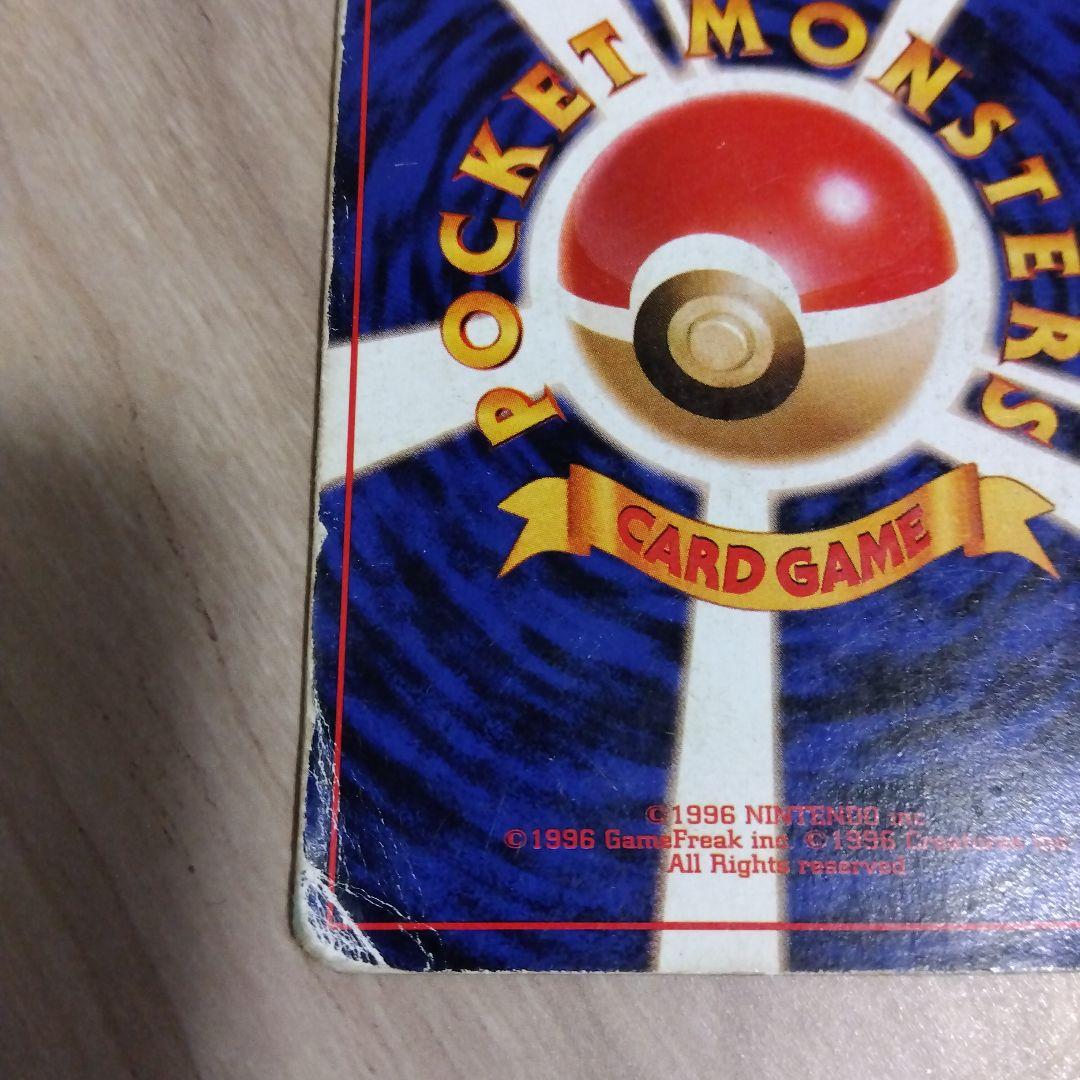 POCKET MONSTERS
CARD GAME
©1996 NINTENDO inc.
©1996 GameFreak inc. ©1996 Creatures inc.
All Rights reserved